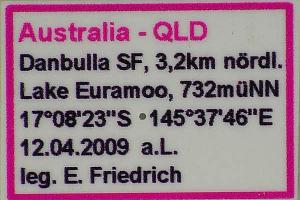 Australia - QLD
Danbulla SF, 3,2km nördl.
Lake Euramoo, 732müNN
17°08'23"S 145°37'46"E
12.04.2009 a.L.
leg. E. Friedrich